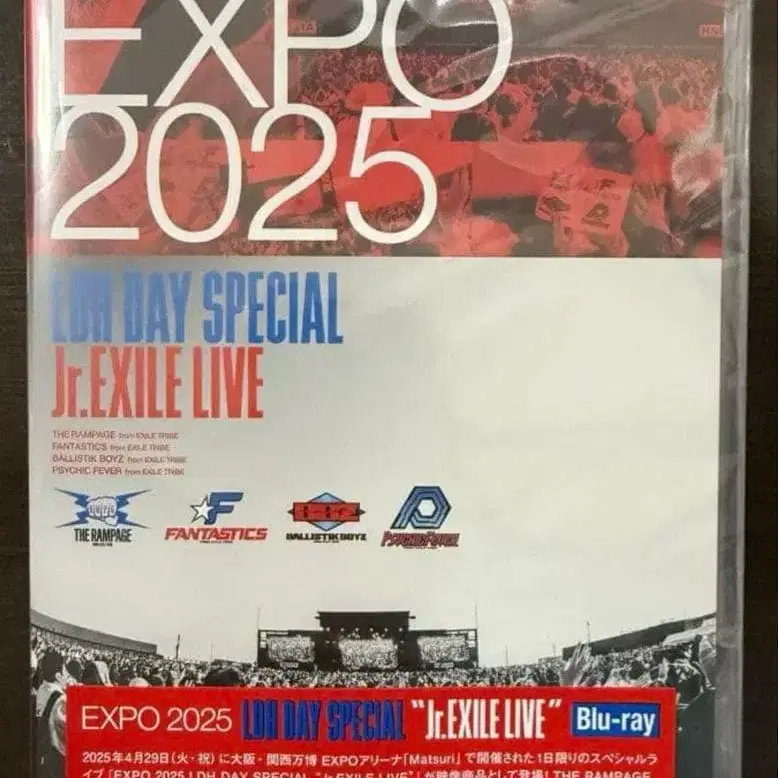 EXPO
2025
LDH DAY SPECIAL
Jr.EXILE LIVE
THE RAMPAGE from EXILE TRIBE
FANTASTICS from EXILE TRIBE
BALLISTIK BOYZ from EXILE TRIBE
PSYCHIC FEVER from EXILE TRIBE
THE RAMPAGE
FANTASTICS
BALLISTIK BOYZ
PSYCHIC FEVER
EXPO 2025 LDH DAY SPECIAL "Jr.EXILE LIVE" Blu-ray
2025年4月29日(火・祝)に大阪・関西万博 EXPOアリーナ「Matsuri」で開催された1日限りのスペシャルラ
イブ「EXPO 2025 LDH DAY SPECIAL "Jr.EXILE LIVE"」が映像商品として登場! THE RAMPAGE